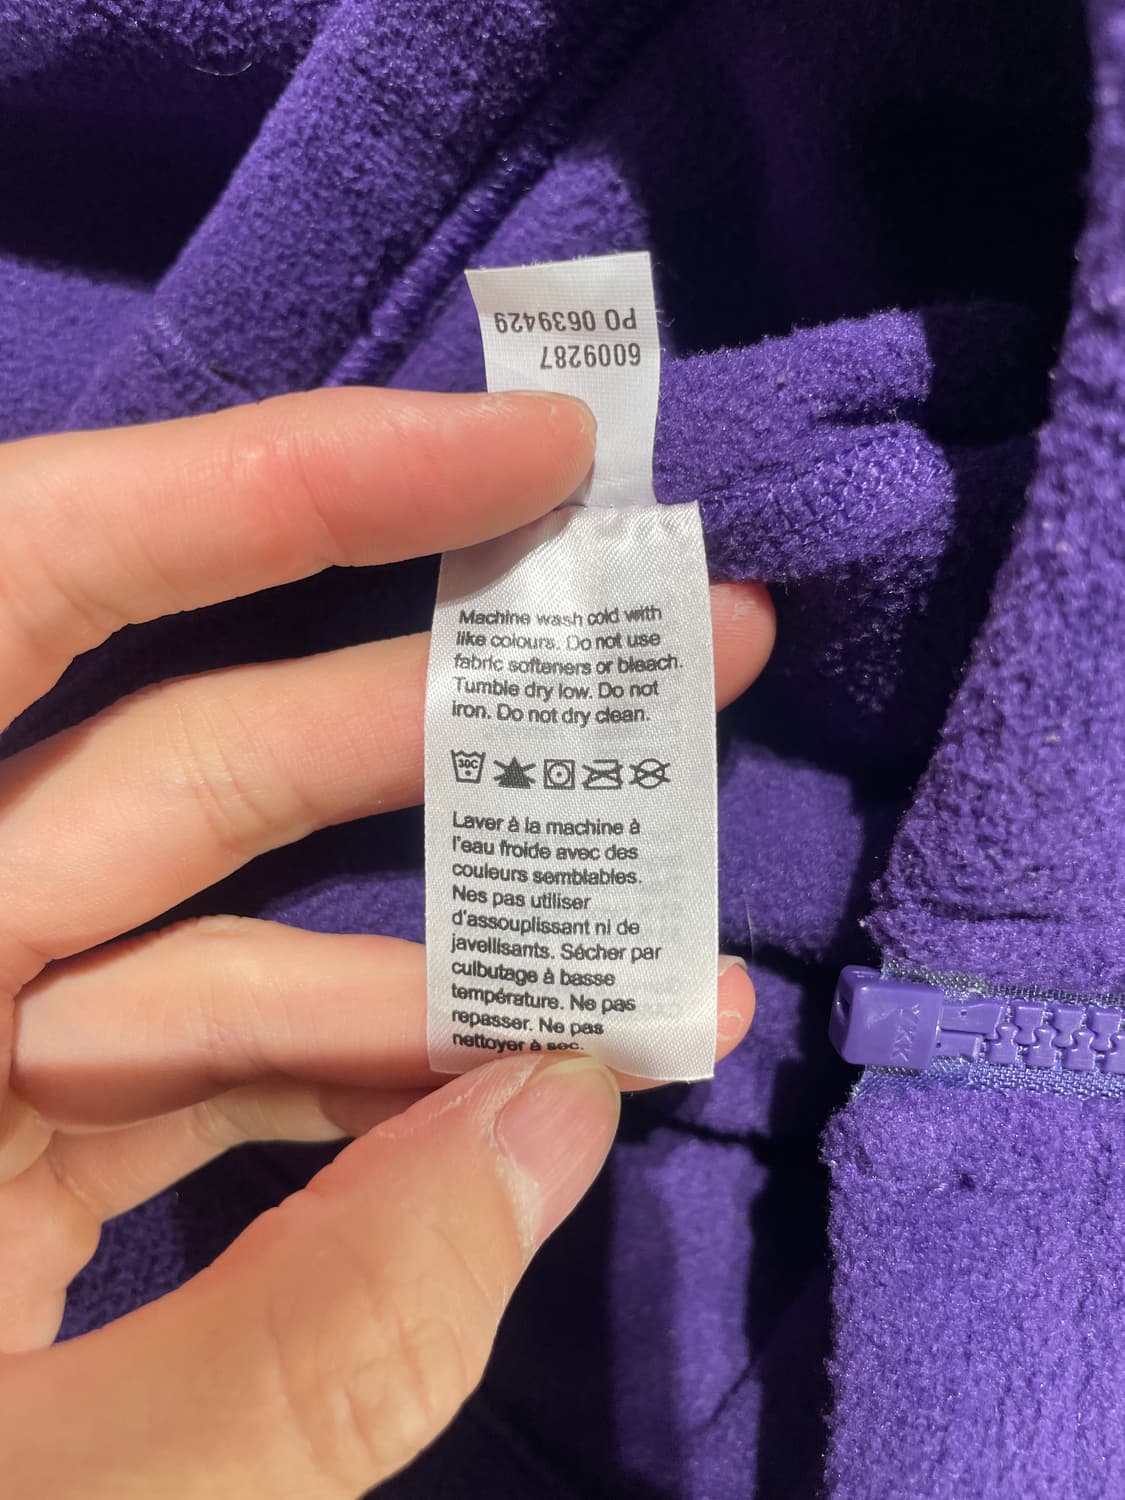 PO 0639429
6009287
Machine wash cold with
like colours. Do not use
fabric softeners or bleach.
Tumble dry low. Do not
iron. Do not dry clean.
30C
Laver à la machine à
l'eau froide avec des
couleurs semblables.
Nes pas utiliser
d'assouplissant ni de
javellisants. Sécher par
culbutage à basse
température. Ne pas
repasser. Ne pas
nettoyer à sec.
YKK